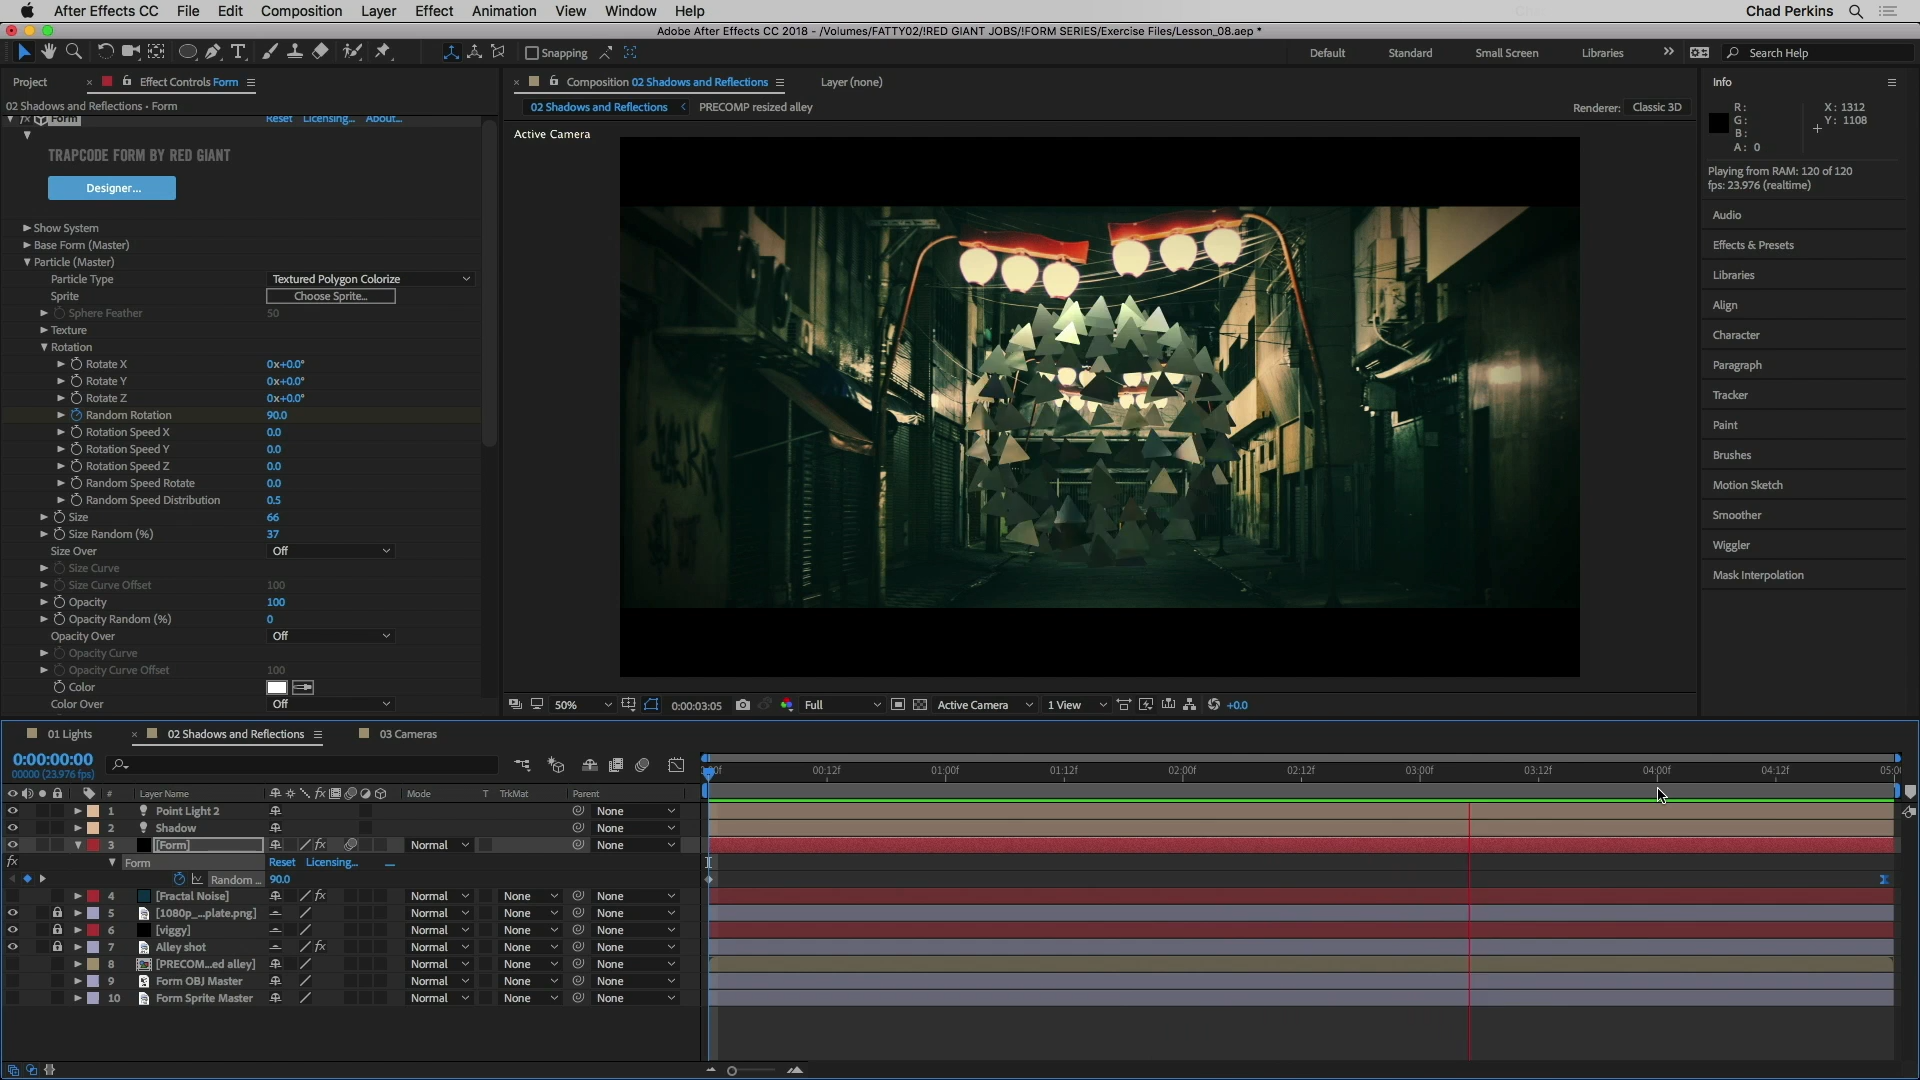 After Effects CC File Edit Composition Layer Effect Animation View Window Help Chad Perkins
Adobe After Effects CC 2018 - /Volumes/FATTY02/!RED GIANT JOBS/!FORM SERIES/Exercise Files/Lesson_08.aep *
Snapping Default Standard Small Screen Libraries Search Help
Project Effect Controls Form
02 Shadows and Reflections • Form
Form Reset Licensing... About...
TRAPCODE FORM BY RED GIANT
Designer...
Show System
Base Form (Master)
Particle (Master)
Particle Type Textured Polygon Colorize
Sprite Choose Sprite...
Sphere Feather 50
Texture
Rotation
Rotate X 0x+0.0°
Rotate Y 0x+0.0°
Rotate Z 0x+0.0°
Random Rotation 90.0
Rotation Speed X 0.0
Rotation Speed Y 0.0
Rotation Speed Z 0.0
Random Speed Rotate 0.0
Random Speed Distribution 0.5
Size 66
Size Random (%) 37
Size Over Off
Size Curve
Size Curve Offset 100
Opacity 100
Opacity Random (%) 0
Opacity Over Off
Opacity Curve
Opacity Curve Offset 100
Color
Color Over Off
Composition 02 Shadows and Reflections Layer (none)
02 Shadows and Reflections PRECOMP resized alley Renderer: Classic 3D
Active Camera
50% 0:00:03:05 Full Active Camera 1 View +0.0
Info
R: X: 1312
G: Y: 1108
B:
A: 0
Playing from RAM: 120 of 120
fps: 23.976 (realtime)
Audio
Effects & Presets
Libraries
Align
Character
Paragraph
Tracker
Paint
Brushes
Motion Sketch
Smoother
Wiggler
Mask Interpolation
01 Lights 02 Shadows and Reflections 03 Cameras
0:00:00:00
00000 (23.976 fps)
00:12f 01:00f 01:12f 02:00f 02:12f 03:00f 03:12f 04:00f 04:12f 05:0
# Layer Name fx Mode T TrkMat Parent
1 Point Light 2 None
2 Shadow None
3 [Form] fx Normal None
fx Form Reset Licensing... ...
Random ... 90.0
4 [Fractal Noise] fx Normal None None
5 [1080p_...plate.png] Normal None None
6 [viggy] Normal None None
7 Alley shot fx Normal None None
8 [PRECOM...ed alley] Normal None None
9 Form OBJ Master Normal None None
10 Form Sprite Master Normal None None